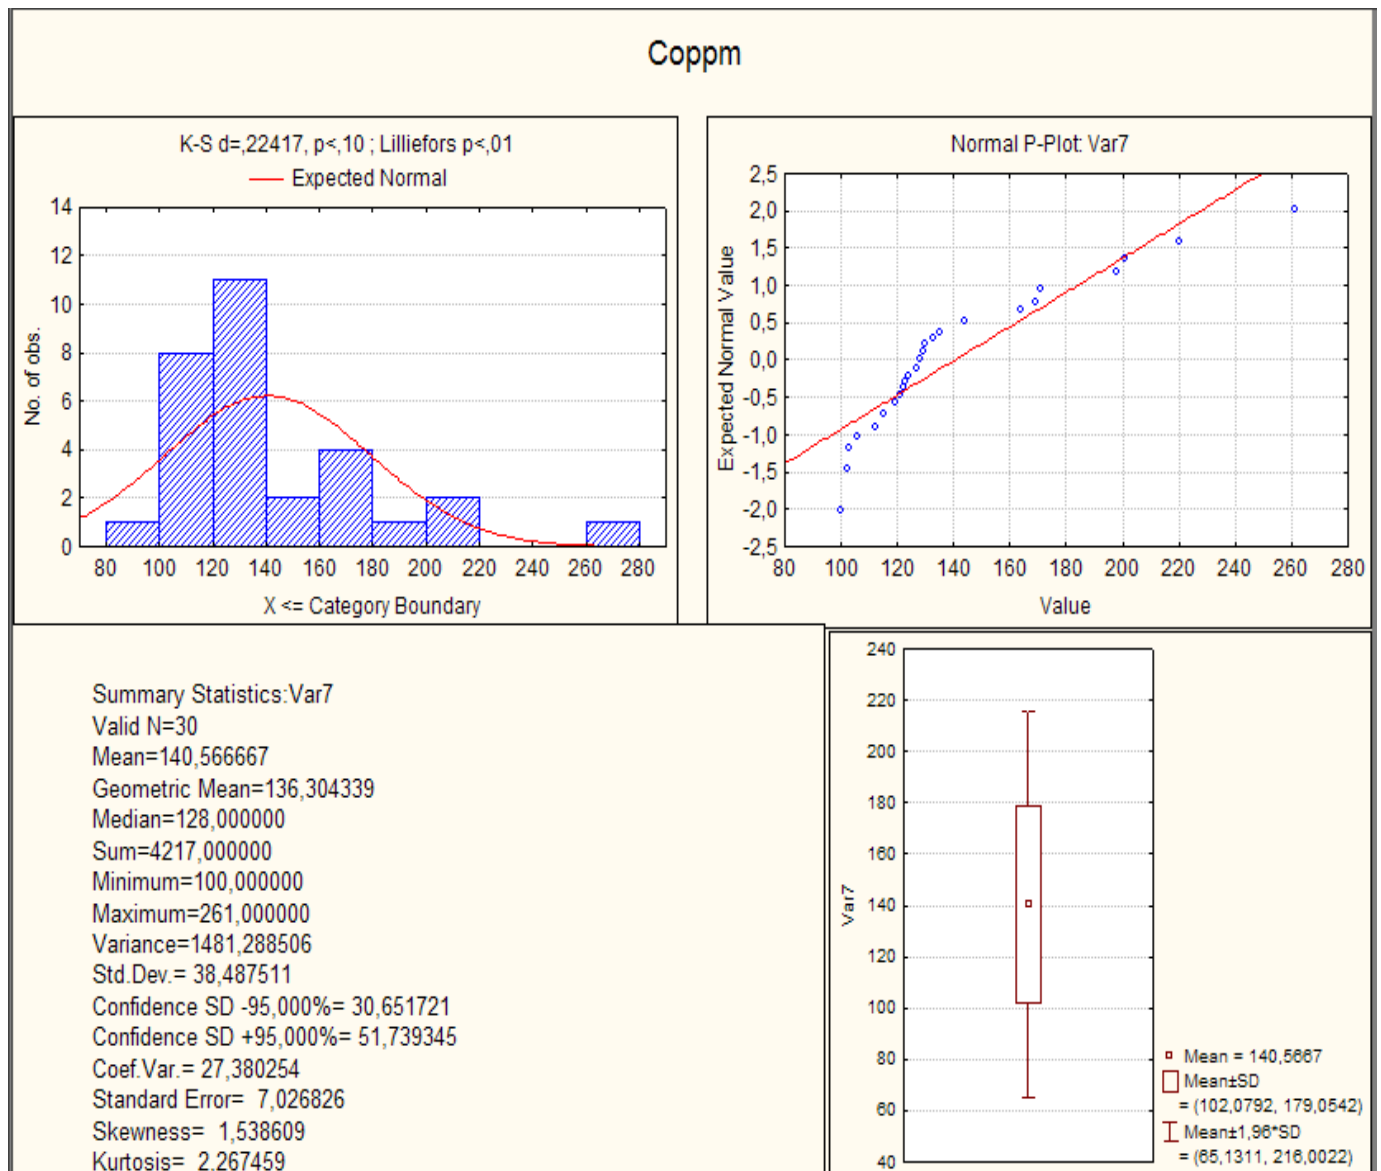 Coppm
K-S d=,22417, p<,10 ; Lilliefors p<,01
Expected Normal
14
12
10
8
6
4
2
0
No. of obs.
80 100 120 140 160 180 200 220 240 260 280
X <= Category Boundary
Normal P-Plot: Var7
2,5
2,0
1,5
1,0
0,5
0,0
-0,5
-1,0
-1,5
-2,0
-2,5
Expected Normal Value
80 100 120 140 160 180 200 220 240 260 280
Value
Summary Statistics:Var7
Valid N=30
Mean=140,566667
Geometric Mean=136,304339
Median=128,000000
Sum=4217,000000
Minimum=100,000000
Maximum=261,000000
Variance=1481,288506
Std.Dev.= 38,487511
Confidence SD -95,000%= 30,651721
Confidence SD +95,000%= 51,739345
Coef.Var.= 27,380254
Standard Error= 7,026826
Skewness= 1,538609
Kurtosis= 2,267459
240
220
200
180
160
140
120
100
80
60
40
Var7
Mean = 140,5667
Mean±SD
= (102,0792, 179,0542)
Mean±1,96*SD
= (65,1311, 216,0022)